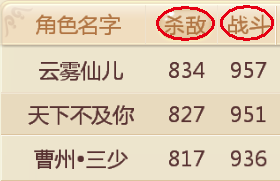 角色名字 杀敌 战斗
云雾仙儿 834 957
天下不及你 827 951
曹州•三少 817 936